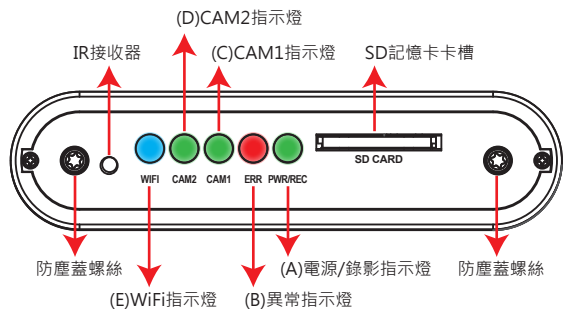 (D)CAM2指示燈
IR接收器
(C)CAM1指示燈
SD記憶卡卡槽
WIFI
CAM2
CAM1
ERR
PWR/REC
SD CARD
防塵蓋螺絲
(A)電源/錄影指示燈
防塵蓋螺絲
(E)WiFi指示燈
(B)異常指示燈